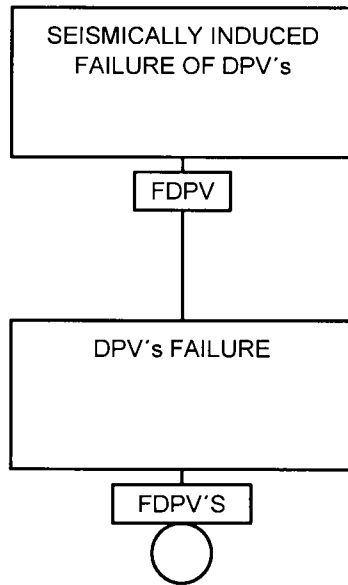 SEISMICALLY INDUCED
FAILURE OF DPV´s
FDPV
DPV´s FAILURE
FDPV´S